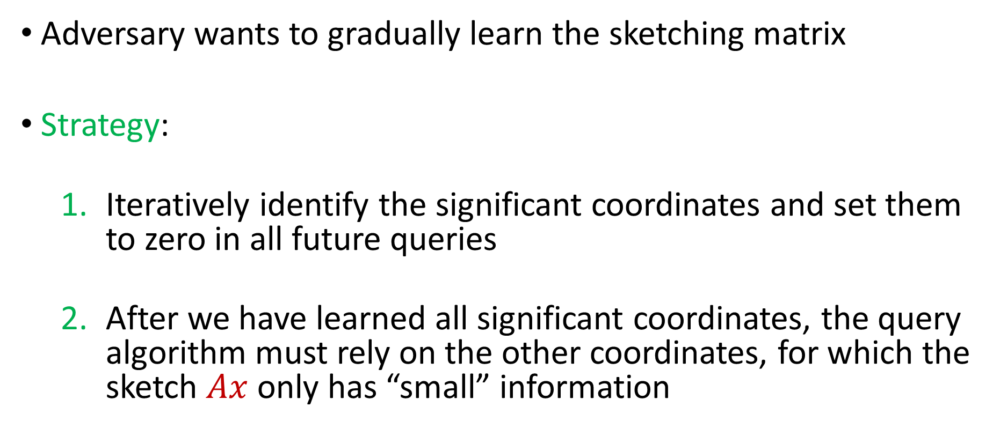 • Adversary wants to gradually learn the sketching matrix
• Strategy:
1. Iteratively identify the significant coordinates and set them
to zero in all future queries
2. After we have learned all significant coordinates, the query
algorithm must rely on the other coordinates, for which the
sketch 𝐴𝑥 only has “small” information